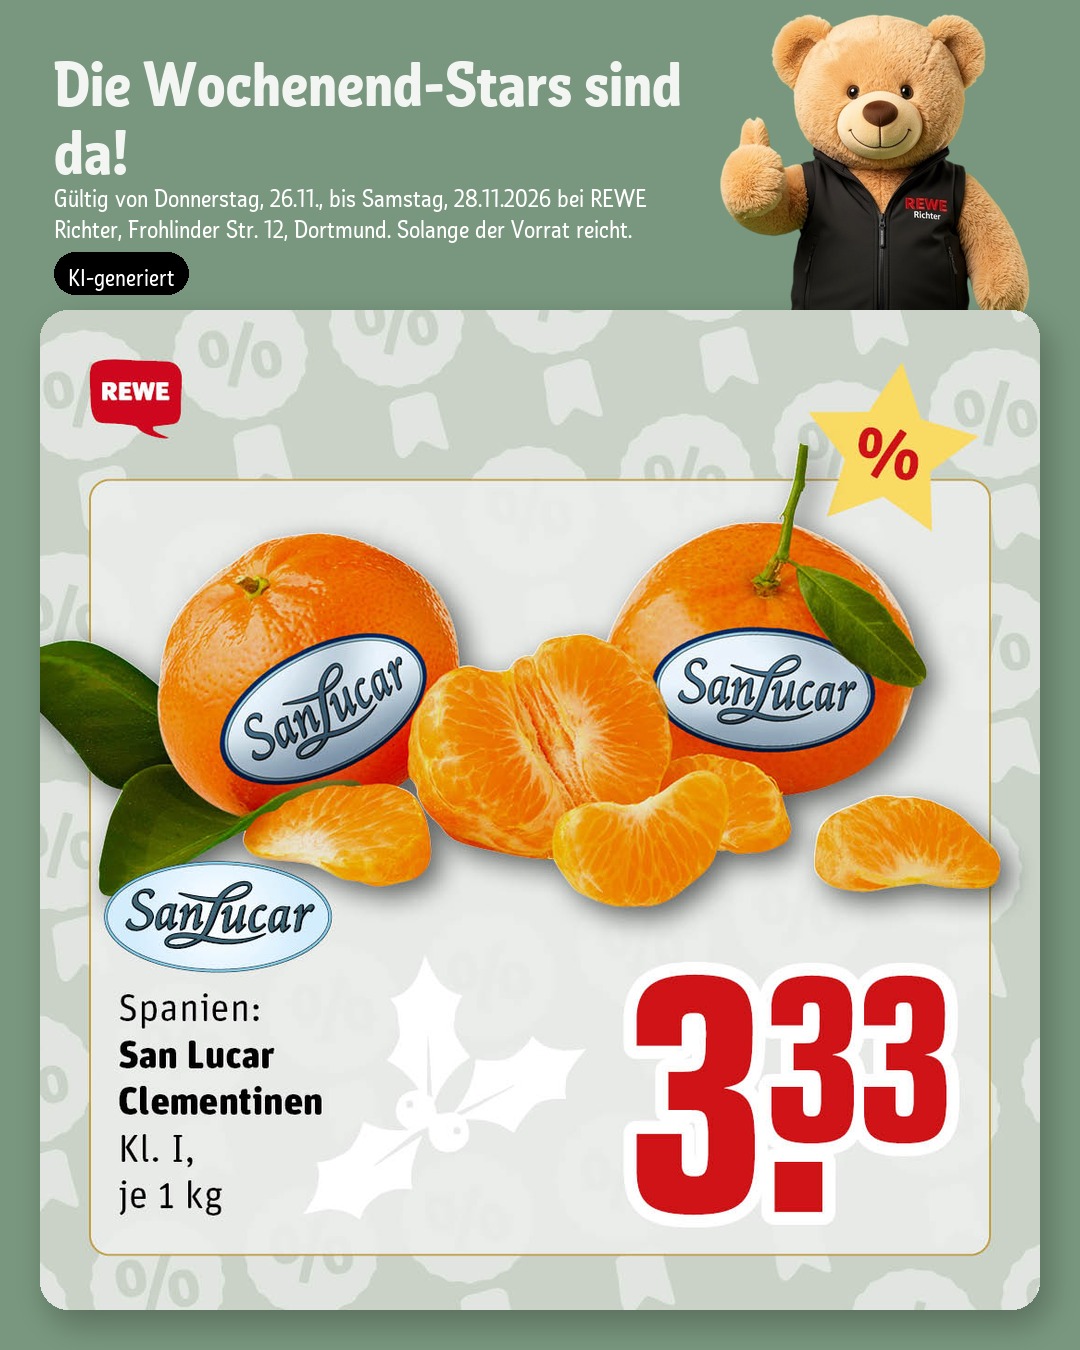 Die Wochenend-Stars sind
da!
Gültig von Donnerstag, 26.11., bis Samstag, 28.11.2026 bei REWE
Richter, Frohlinder Str. 12, Dortmund. Solange der Vorrat reicht.
KI-generiert
REWE
Richter
REWE
%
SanLucar
SanLucar
SanLucar
Spanien:
San Lucar
Clementinen
Kl. I,
je 1 kg
3.33